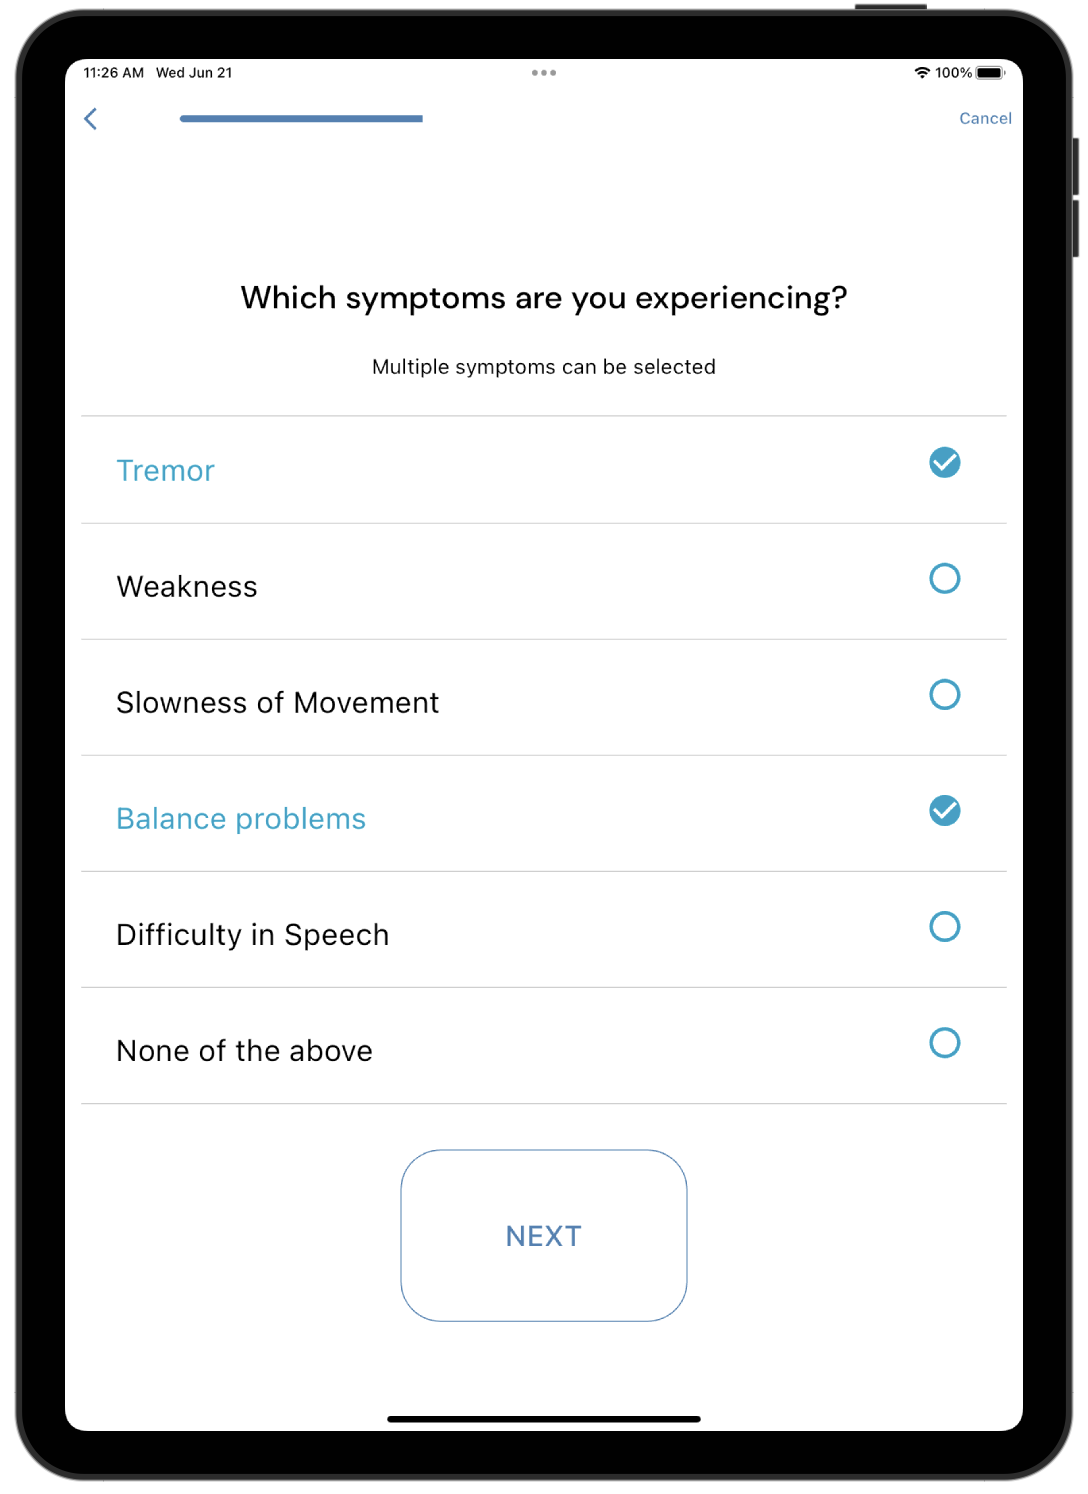 11:26 AM Wed Jun 21
100%
Cancel
Which symptoms are you experiencing?
Multiple symptoms can be selected
Tremor
Weakness
Slowness of Movement
Balance problems
Difficulty in Speech
None of the above
NEXT